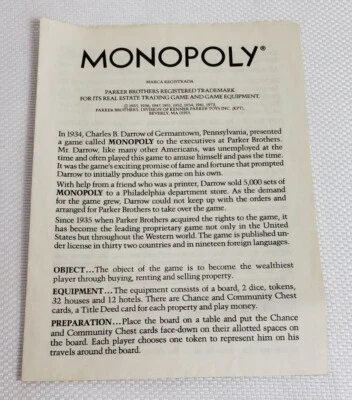 MONOPOLY®
MARCA REGISTRADA
PARKER BROTHERS REGISTERED TRADEMARK
FOR ITS REAL ESTATE TRADING GAME AND GAME EQUIPMENT.
PARKER BROTHERS, DIVISION OF KENNER PARKER TOYS INC. (KPT),
BEVERLY, MA 01915.
In 1934, Charles B. Darrow of Germantown, Pennsylvania, presented
a game called MONOPOLY to the executives at Parker Brothers.
Mr. Darrow, like many other Americans, was unemployed at the
time and often played this game to amuse himself and pass the time.
It was the game's exciting promise of fame and fortune that prompted
Darrow to initially produce this game on his own.
With help from a friend who was a printer, Darrow sold 5,000 sets of
MONOPOLY to a Philadelphia department store. As the demand
for the game grew, Darrow could not keep up with the orders and
arranged for Parker Brothers to take over the game.
Since 1935 when Parker Brothers acquired the rights to the game, it
has become the leading proprietary game not only in the United
States but throughout the Western world. The game is published un-
der license in thirty two countries and in nineteen foreign languages.
OBJECT...The object of the game is to become the wealthiest
player through buying, renting and selling property.
EQUIPMENT...The equipment consists of a board, 2 dice, tokens,
32 houses and 12 hotels. There are Chance and Community Chest
cards, a Title Deed card for each property and play money.
PREPARATION...Place the board on a table and put the Chance
and Community Chest cards face-down on their allotted spaces on
the board. Each player chooses one token to represent him on his
travels around the board.